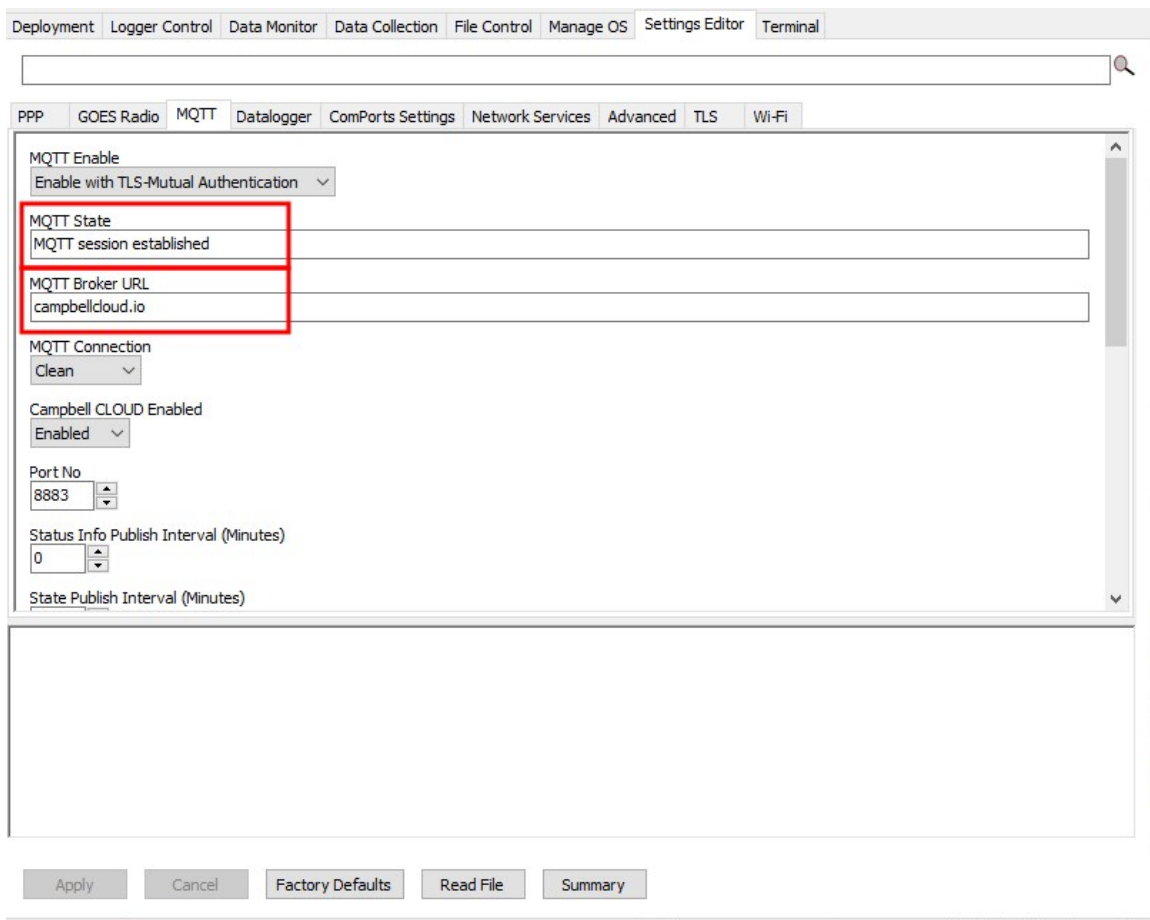 Deployment Logger Control Data Monitor Data Collection File Control Manage OS Settings Editor Terminal
PPP GOES Radio MQTT Datalogger ComPorts Settings Network Services Advanced TLS Wi-Fi
MQTT Enable
Enable with TLS-Mutual Authentication
MQTT State
MQTT session established
MQTT Broker URL
campbellcloud.io
MQTT Connection
Clean
Campbell CLOUD Enabled
Enabled
Port No
8883
Status Info Publish Interval (Minutes)
0
State Publish Interval (Minutes)
Apply Cancel Factory Defaults Read File Summary